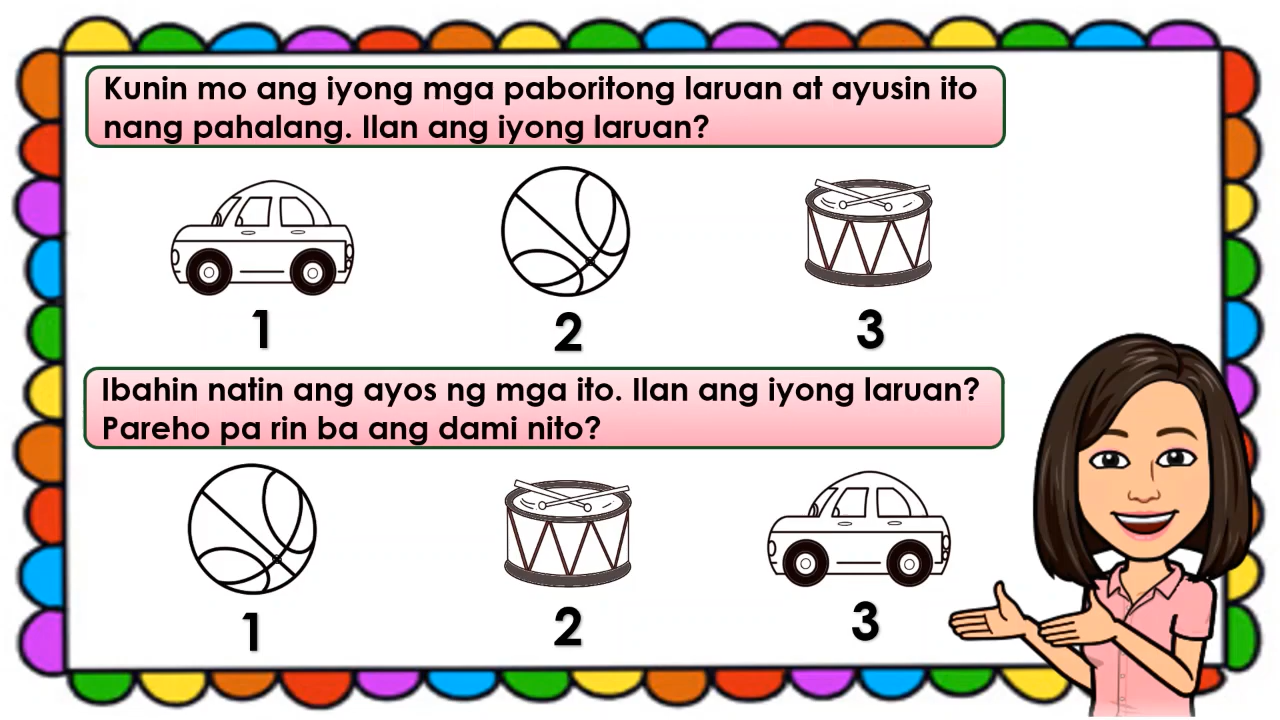 Kunin mo ang iyong mga paboritong laruan at ayusin ito
nang pahalang. Ilan ang iyong laruan?
1 2 3
Ibahin natin ang ayos ng mga ito. Ilan ang iyong laruan?
Pareho pa rin ba ang dami nito?
1 2 3